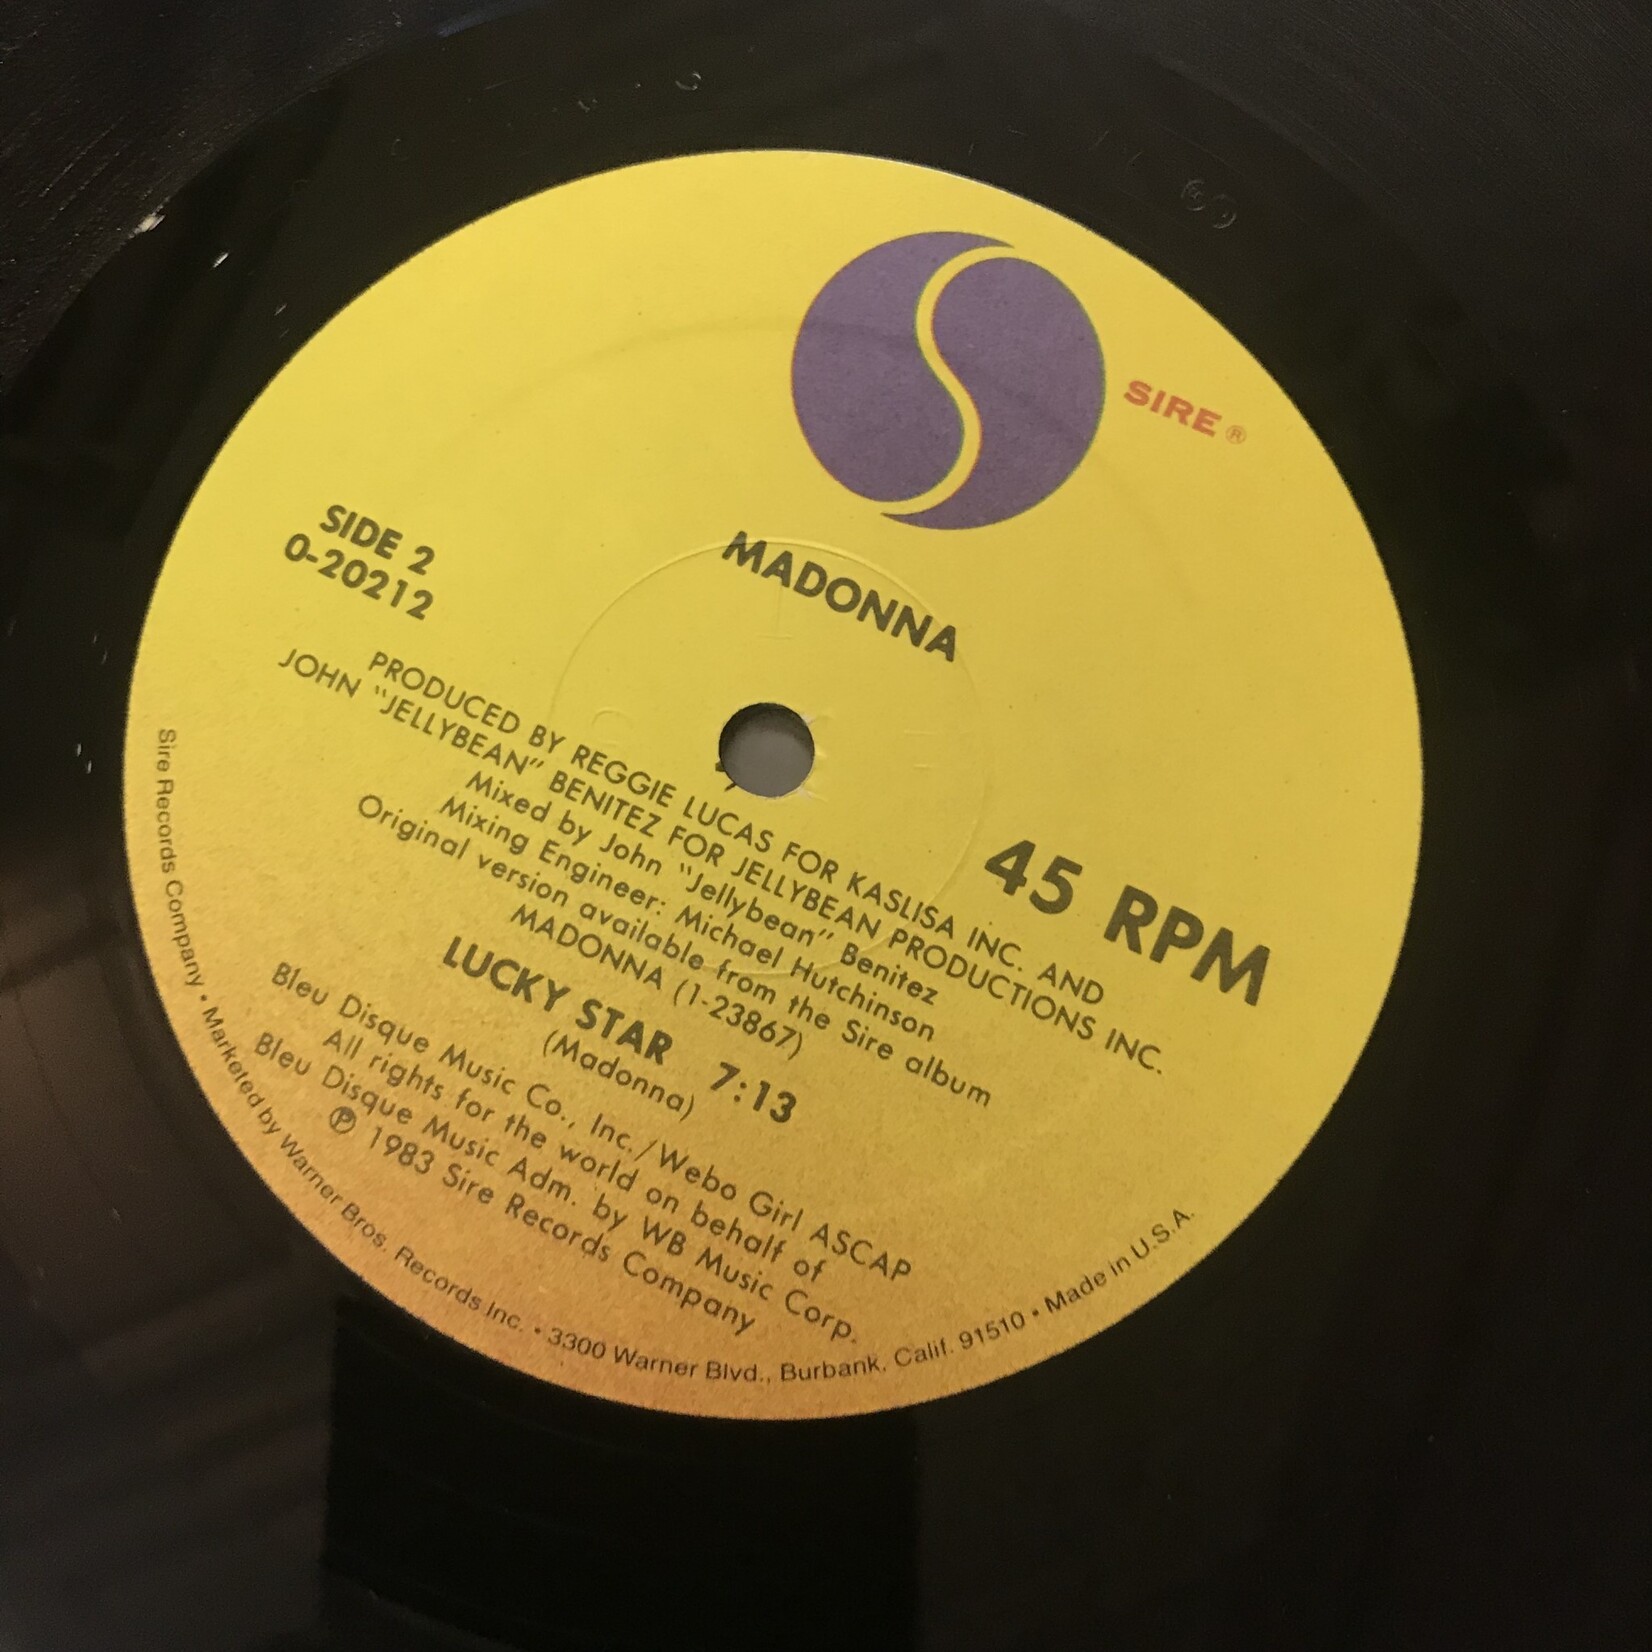 SIRE ®
MADONNA
SIDE 2
0-20212
45 RPM
PRODUCED BY REGGIE LUCAS FOR KASLISA INC. AND
JOHN "JELLYBEAN" BENITEZ FOR JELLYBEAN PRODUCTIONS INC.
Mixed by John "Jellybean" Benitez
Mixing Engineer: Michael Hutchinson
Original version available from the Sire album
MADONNA (1-23867)
LUCKY STAR 7:13
(Madonna)
Bleu Disque Music Co., Inc./Webo Girl ASCAP
All rights for the world on behalf of
Bleu Disque Music Adm. by WB Music Corp.
℗ 1983 Sire Records Company
Sire Records Company • Marketed by Warner Bros. Records Inc. • 3300 Warner Blvd., Burbank, Calif. 91510 • Made in U.S.A.